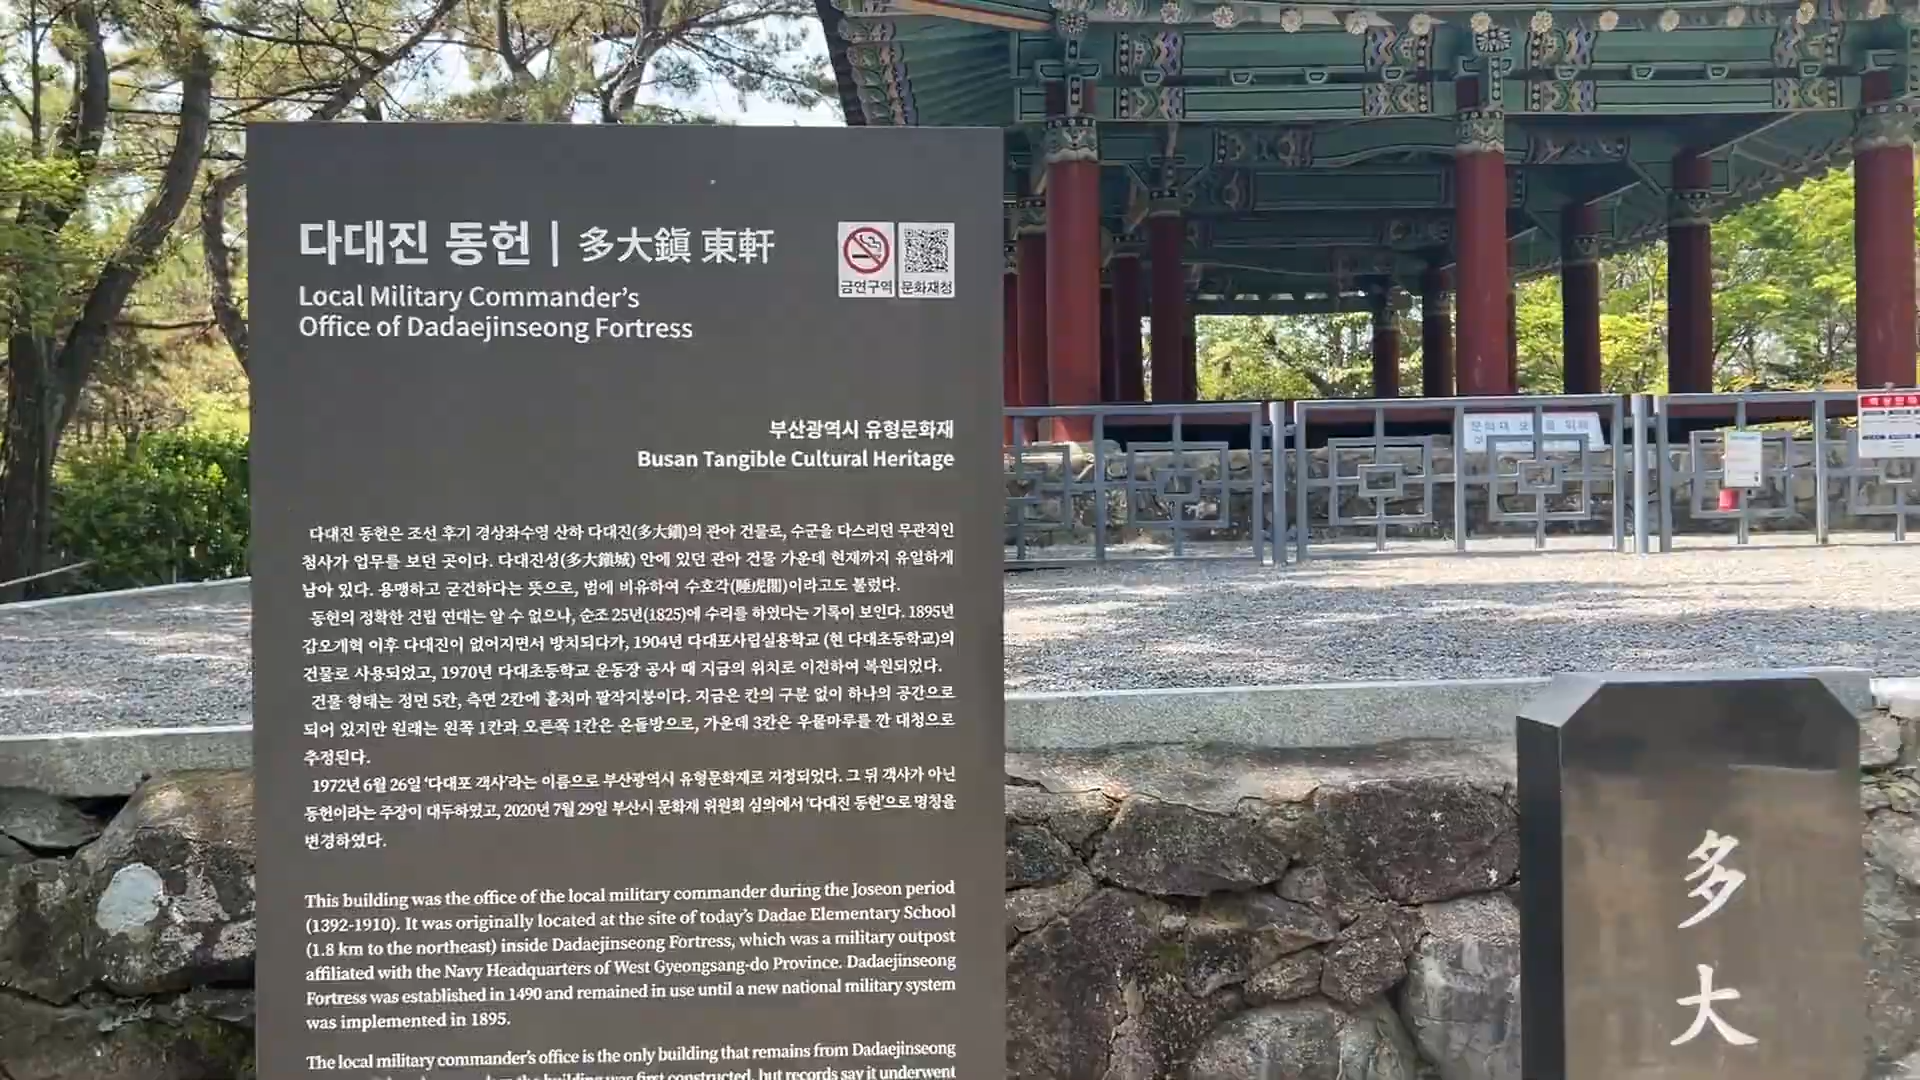 다대진 동헌 | 多大鎭 東軒
금연구역 문화재청
Local Military Commander's
Office of Dadaejinseong Fortress
부산광역시 유형문화재
Busan Tangible Cultural Heritage
다대진 동헌은 조선 후기 경상좌수영 산하 다대진(多大鎭)의 관아 건물로, 수군을 다스리던 무관직인
첨사가 업무를 보던 곳이다. 다대진성(多大鎭城) 안에 있던 관아 건물 가운데 현재까지 유일하게
남아 있다. 용맹하고 굳건하다는 뜻으로, 범에 비유하여 수호각(睡虎閣)이라고도 불렀다.
동헌의 정확한 건립 연대는 알 수 없으나, 순조 25년(1825)에 수리를 하였다는 기록이 보인다. 1895년
갑오개혁 이후 다대진이 없어지면서 방치되다가, 1904년 다대포사립실용학교 (현 다대초등학교)의
건물로 사용되었고, 1970년 다대초등학교 운동장 공사 때 지금의 위치로 이전하여 복원되었다.
건물 형태는 정면 5칸, 측면 2칸에 홑처마 팔작지붕이다. 지금은 칸의 구분 없이 하나의 공간으로
되어 있지만 원래는 왼쪽 1칸과 오른쪽 1칸은 온돌방으로, 가운데 3칸은 우물마루를 깐 대청으로
추정된다.
1972년 6월 26일 '다대포 객사'라는 이름으로 부산광역시 유형문화재로 지정되었다. 그 뒤 객사가 아닌
동헌이라는 주장이 대두하였고, 2020년 7월 29일 부산시 문화재 위원회 심의에서 '다대진 동헌'으로 명칭을
변경하였다.
This building was the office of the local military commander during the Joseon period
(1392-1910). It was originally located at the site of today's Dadae Elementary School
(1.8 km to the northeast) inside Dadaejinseong Fortress, which was a military outpost
affiliated with the Navy Headquarters of West Gyeongsang-do Province. Dadaejinseong
Fortress was established in 1490 and remained in use until a new national military system
was implemented in 1895.
The local military commander's office is the only building that remains from Dadaejinseong
the building was first constructed, but records say it underwent
多
大